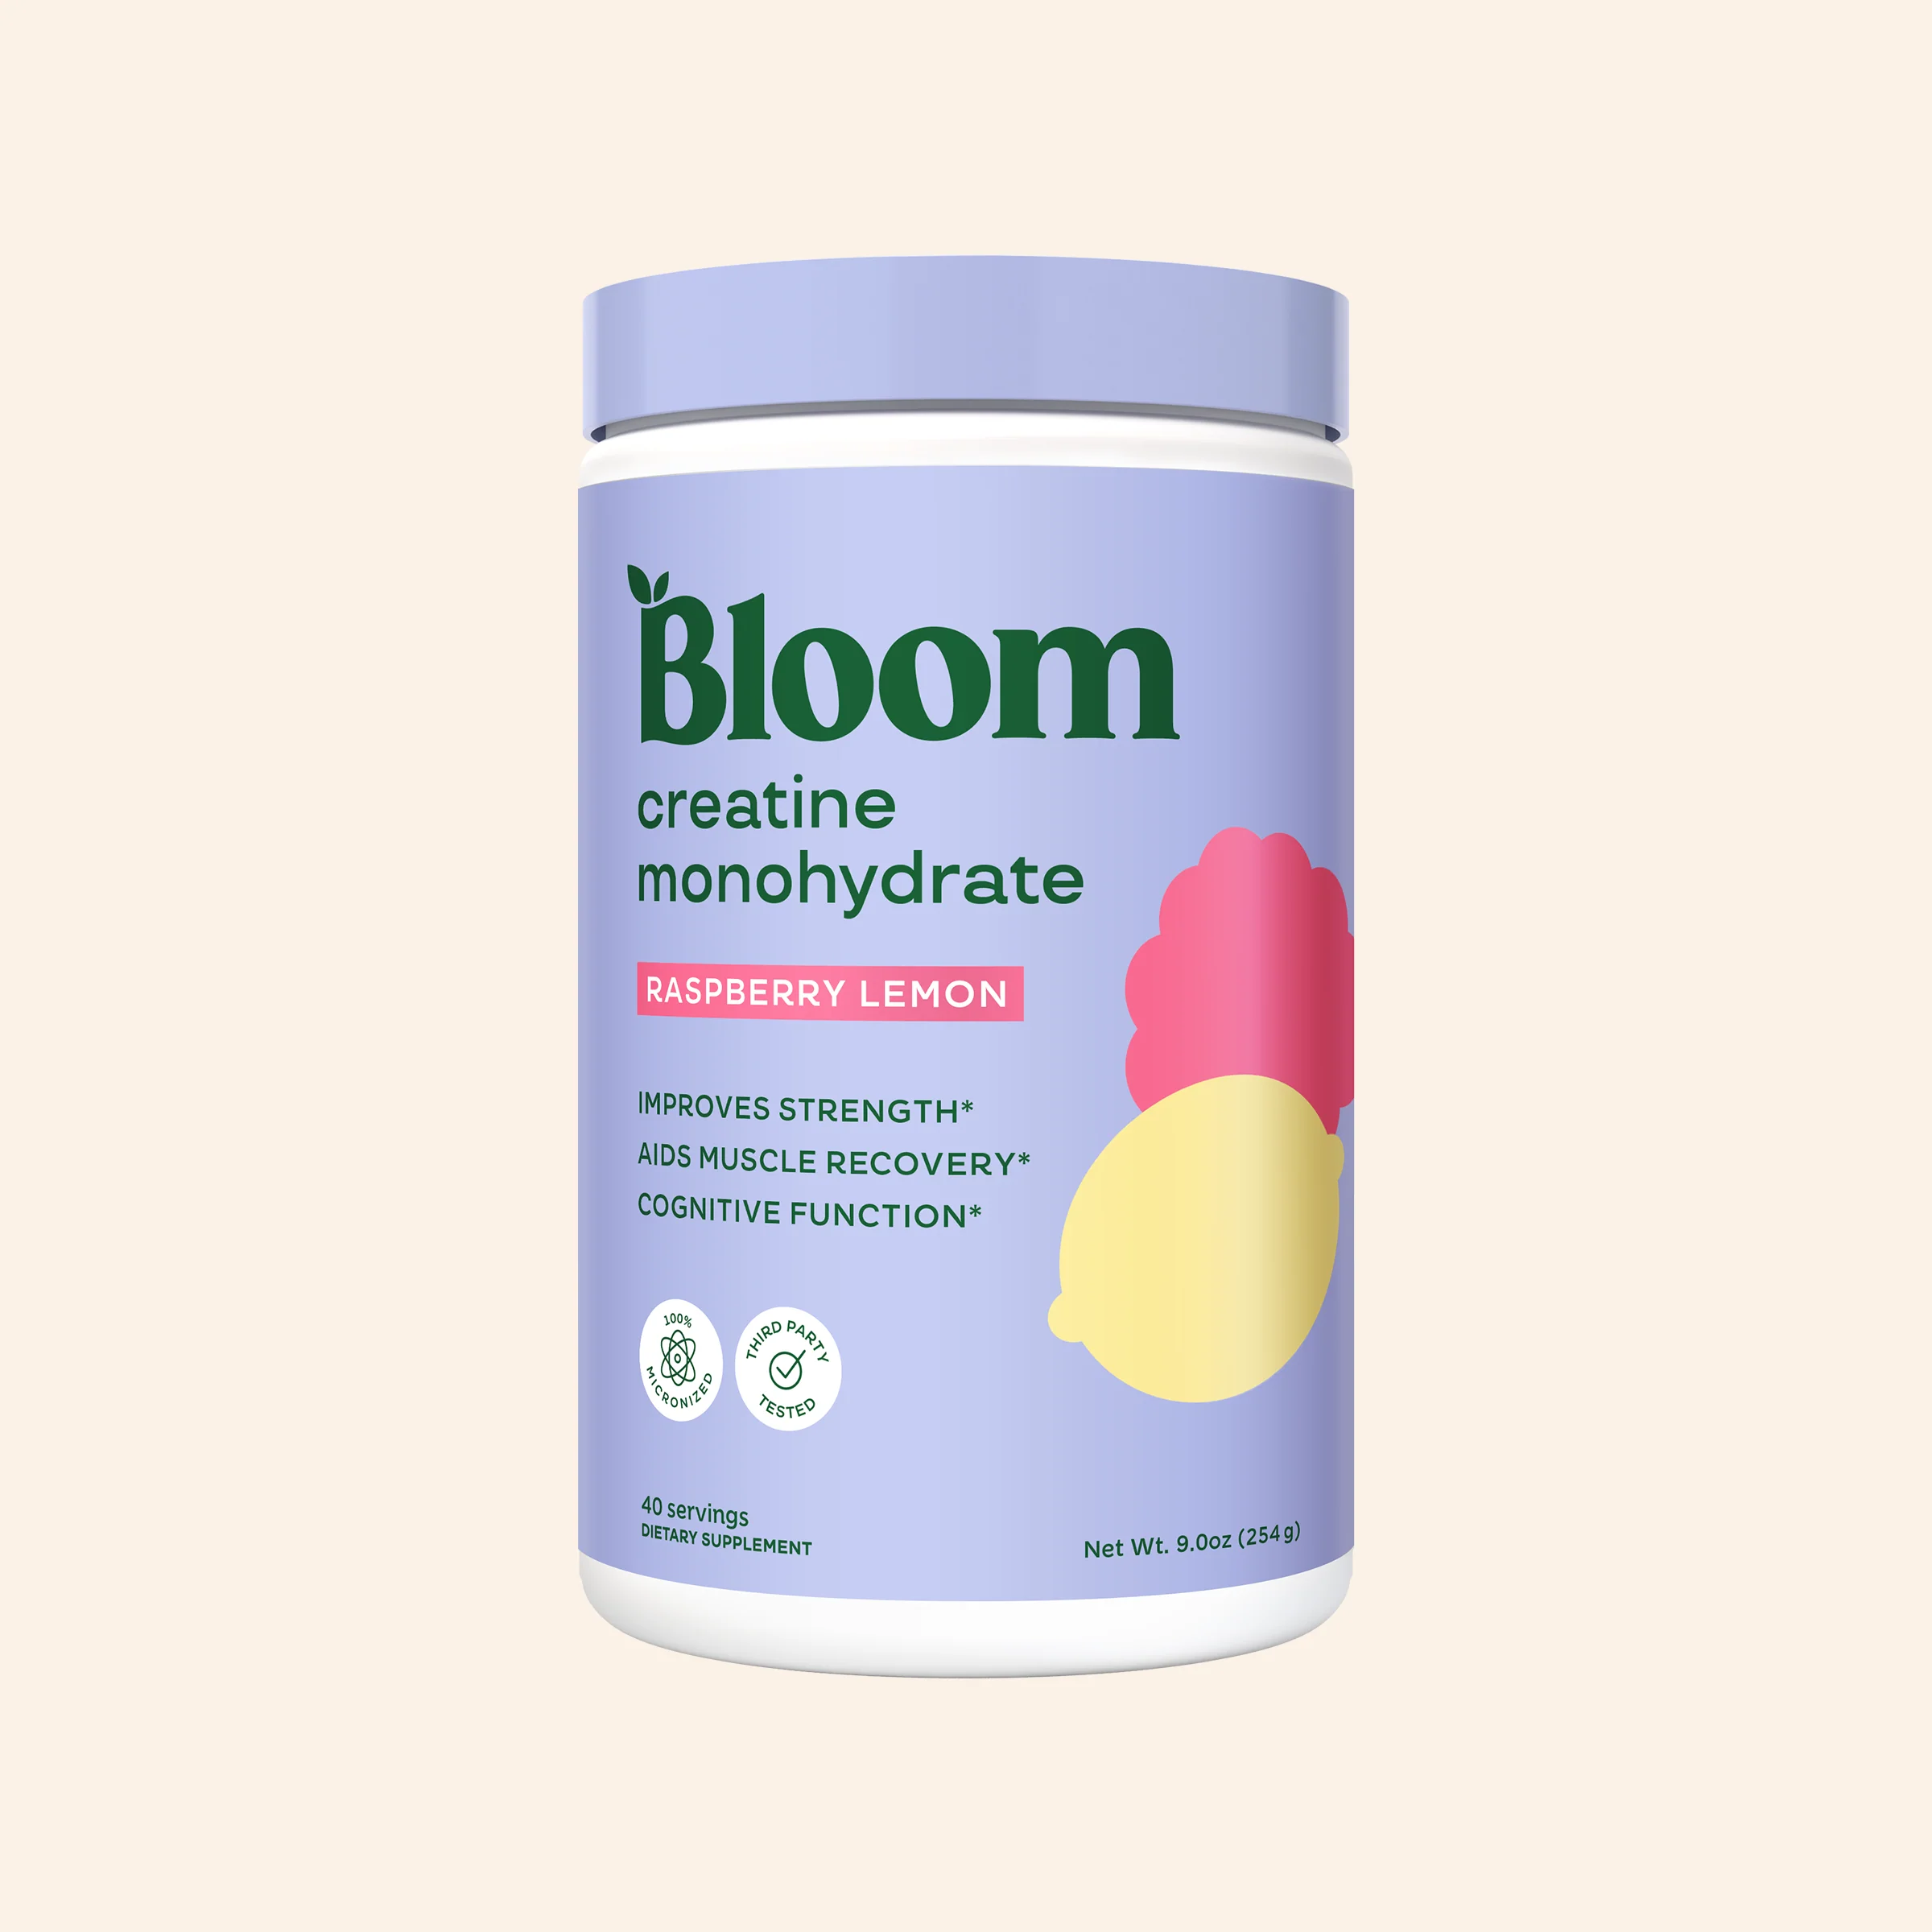 Bloom
creatine
monohydrate
RASPBERRY LEMON
IMPROVES STRENGTH*
AIDS MUSCLE RECOVERY*
COGNITIVE FUNCTION*
100%
MICRONIZED
THIRD PARTY
TESTED
40 servings
DIETARY SUPPLEMENT
Net Wt. 9.0oz (254g)